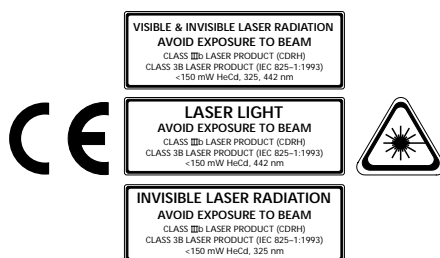 VISIBLE & INVISIBLE LASER RADIATION
AVOID EXPOSURE TO BEAM
CLASS IIIb LASER PRODUCT (CDRH)
CLASS 3B LASER PRODUCT (IEC 825–1:1993)
<150 mW HeCd, 325, 442 nm
CE
LASER LIGHT
AVOID EXPOSURE TO BEAM
CLASS IIIb LASER PRODUCT (CDRH)
CLASS 3B LASER PRODUCT (IEC 825–1:1993)
<150 mW HeCd, 442 nm
INVISIBLE LASER RADIATION
AVOID EXPOSURE TO BEAM
CLASS IIIb LASER PRODUCT (CDRH)
CLASS 3B LASER PRODUCT (IEC 825–1:1993)
<150 mW HeCd, 325 nm